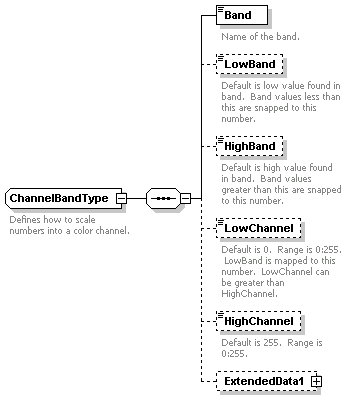 Band
Name of the band.
LowBand
Default is low value found in
band.  Band values less than
this are snapped to this
number.
HighBand
Default is high value found
in band.  Band values
greater than this are snapped
to this number.
ChannelBandType
Defines how to scale
numbers into a color channel.
LowChannel
Default is 0.  Range is 0:255.
LowBand is mapped to this
number.  LowChannel can
be greater than
HighChannel.
HighChannel
Default is 255.  Range is
0:255.
ExtendedData1